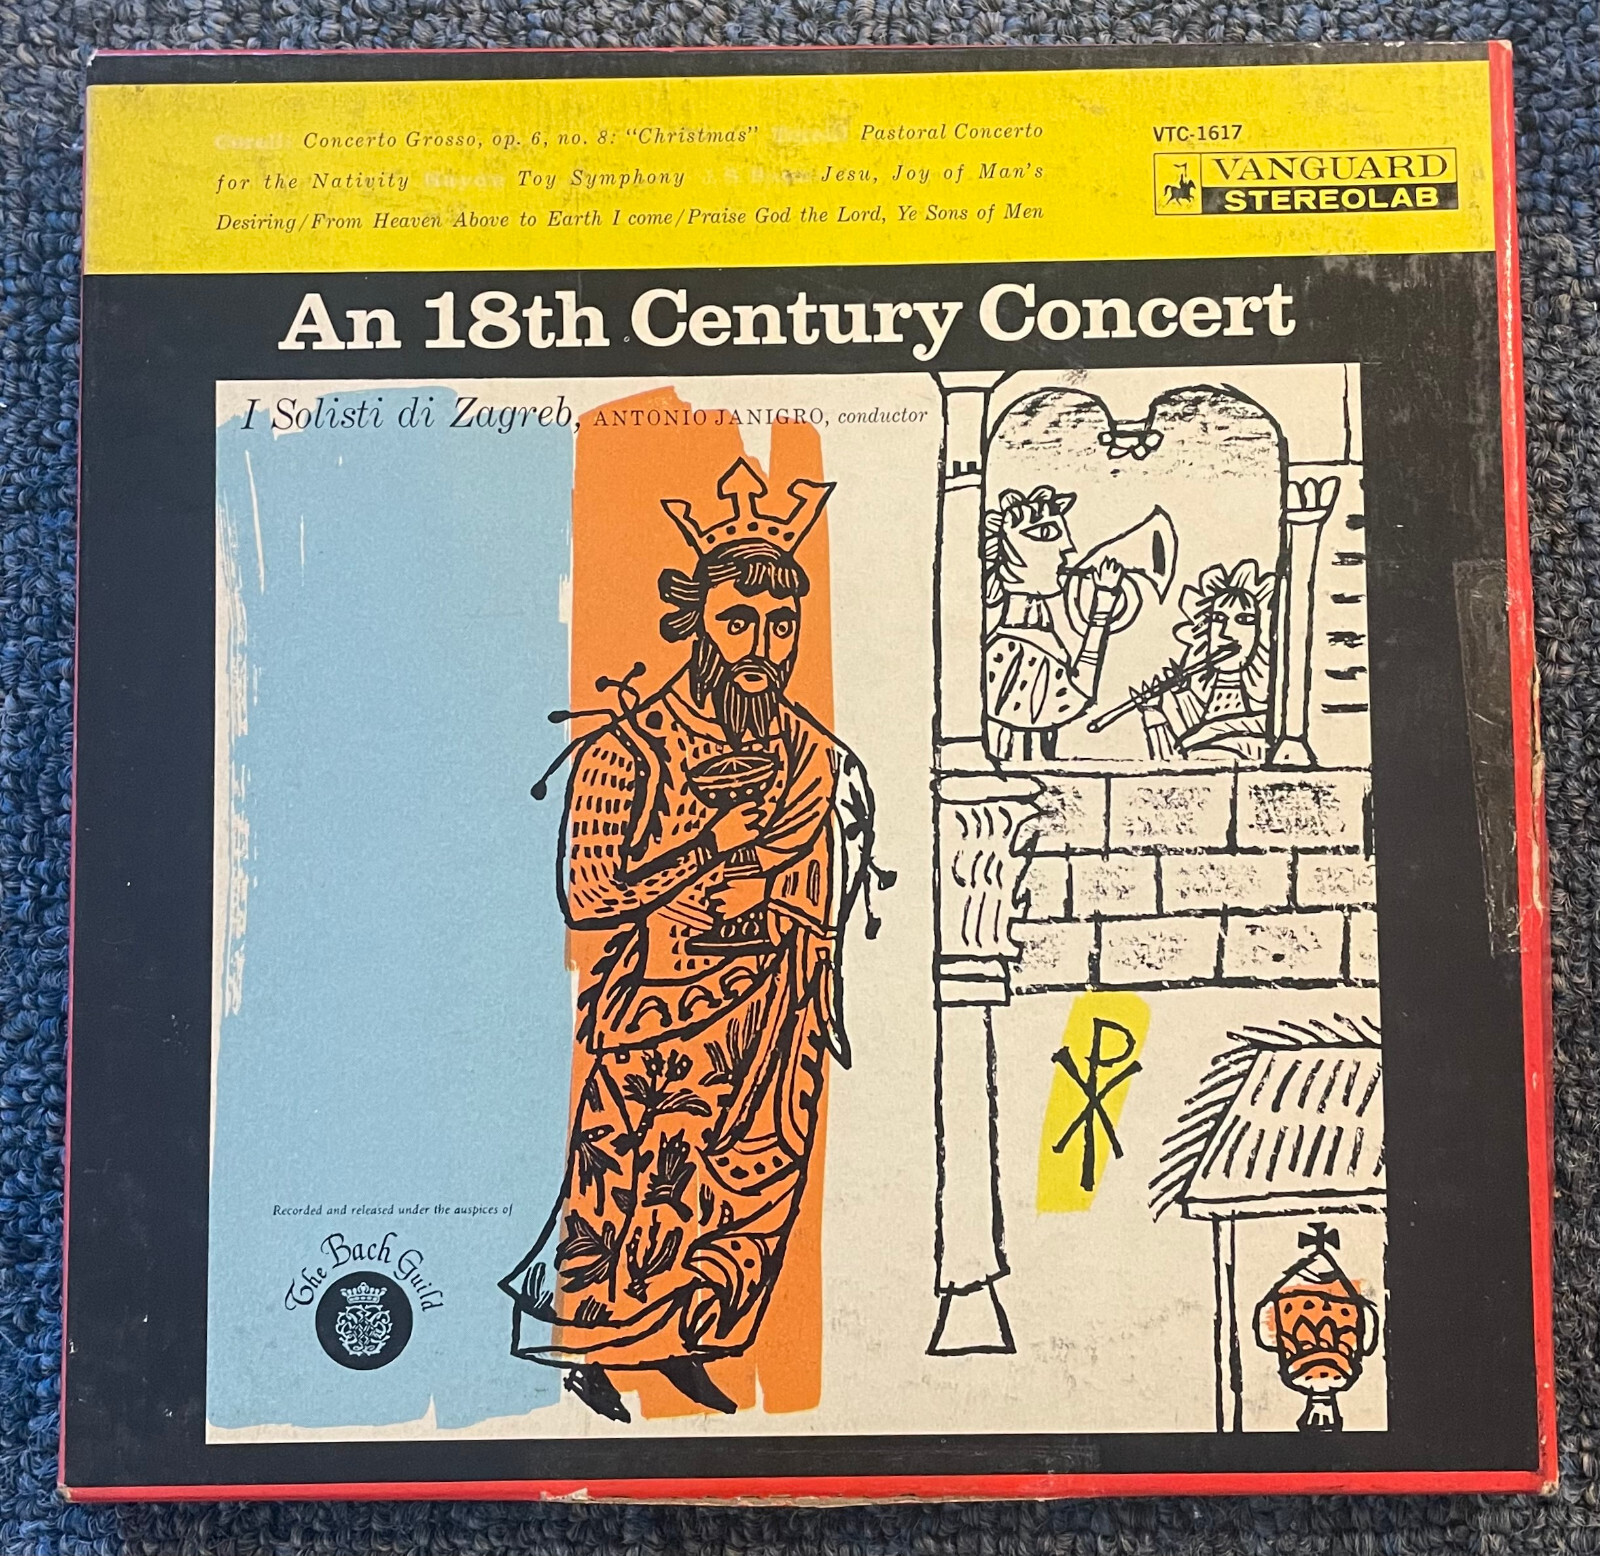 Corelli: Concerto Grosso, op. 6, no. 8: "Christmas" Pastoral Concerto
for the Nativity Haydn: Toy Symphony J.S. Bach: Jesu, Joy of Man's
Desiring/From Heaven Above to Earth I come/Praise God the Lord, Ye Sons of Men
VTC-1617
VANGUARD
STEREOLAB
An 18th Century Concert
I Solisti di Zagreb, ANTONIO JANIGRO, conductor
Recorded and released under the auspices of
The Bach Guild